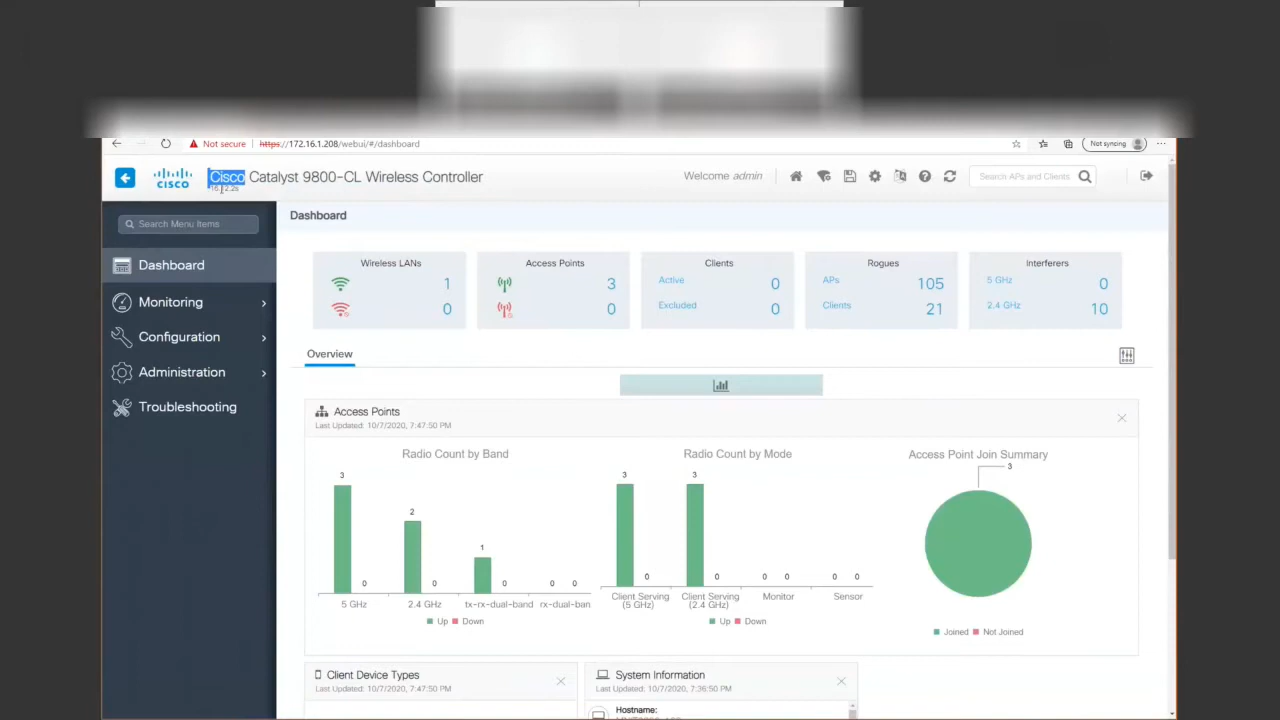 Not secure | https://172.16.1.208/webui/#/dashboard
Not syncing
CISCO
Cisco Catalyst 9800-CL Wireless Controller
Welcome admin
Search APs and Clients
Search Menu Items
Dashboard
Monitoring
Configuration
Administration
Troubleshooting
Dashboard
Wireless LANs
1
0
Access Points
3
0
Clients
Active 0
Excluded 0
Rogues
APs 105
Clients 21
Interferers
5 GHz 0
2.4 GHz 10
Overview
Access Points
Last Updated: 10/7/2020, 7:47:50 PM
Radio Count by Band
3
2
1
0 0 0 0 0
5 GHz 2.4 GHz tx-rx-dual-band rx-dual-ban
Up Down
Radio Count by Mode
3 3
0 0 0 0 0 0
Client Serving (5 GHz) Client Serving (2.4 GHz) Monitor Sensor
Up Down
Access Point Join Summary
3
Joined Not Joined
Client Device Types
Last Updated: 10/7/2020, 7:47:50 PM
System Information
Last Updated: 10/7/2020, 7:36:50 PM
Hostname: